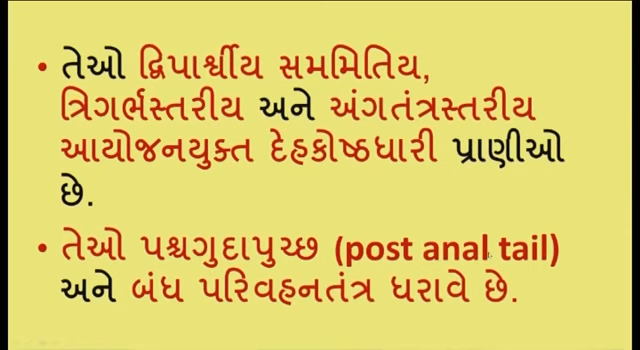 • તેઓ દ્વિપાર્શ્વીય સમમિતિય,
ત્રિગર્ભસ્તરીય અને અંગતંત્રસ્તરીય
આયોજનયુક્ત દેહકોષ્ઠધારી પ્રાણીઓ
છે.
• તેઓ પશ્ચગુદાપુચ્છ (post anal tail)
અને બંધ પરિવહનતંત્ર ધરાવે છે.